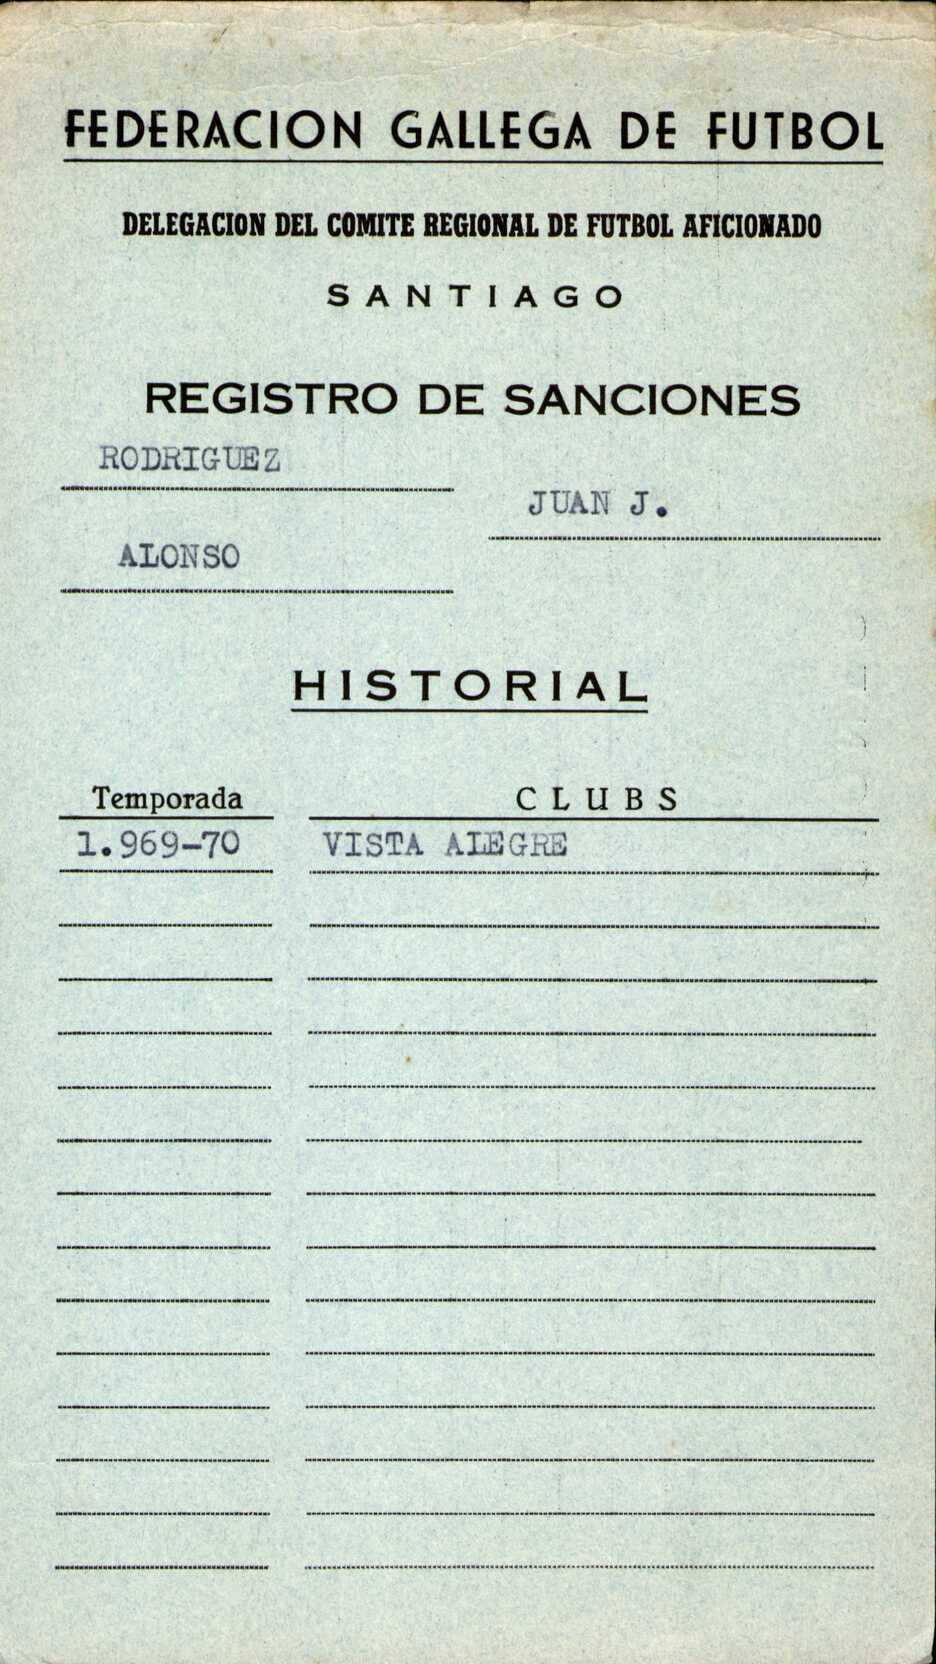 FEDERACION GALLEGA DE FUTBOL
DELEGACION DEL COMITE REGIONAL DE FUTBOL AFICIONADO
SANTIAGO
REGISTRO DE SANCIONES
RODRIGUEZ
JUAN J.
ALONSO
HISTORIAL
Temporada CLUBS
1.969-70 VISTA ALEGRE